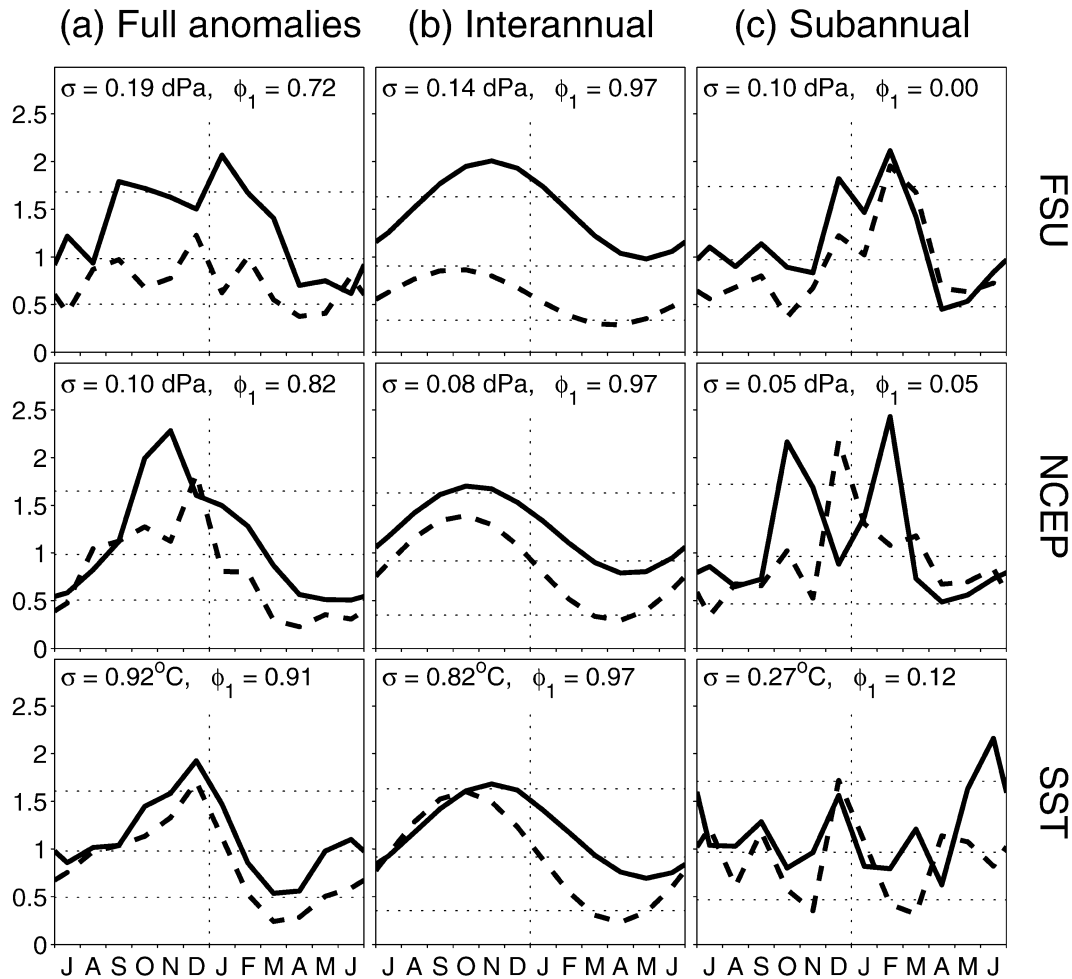 (a) Full anomalies (b) Interannual (c) Subannual
σ = 0.19 dPa, ϕ1 = 0.72 σ = 0.14 dPa, ϕ1 = 0.97 σ = 0.10 dPa, ϕ1 = 0.00
2.5
2
1.5
1
0.5
0
FSU
σ = 0.10 dPa, ϕ1 = 0.82 σ = 0.08 dPa, ϕ1 = 0.97 σ = 0.05 dPa, ϕ1 = 0.05
2.5
2
1.5
1
0.5
0
NCEP
σ = 0.92°C, ϕ1 = 0.91 σ = 0.82°C, ϕ1 = 0.97 σ = 0.27°C, ϕ1 = 0.12
2.5
2
1.5
1
0.5
0
SST
J A S O N D J F M A M J J A S O N D J F M A M J J A S O N D J F M A M J